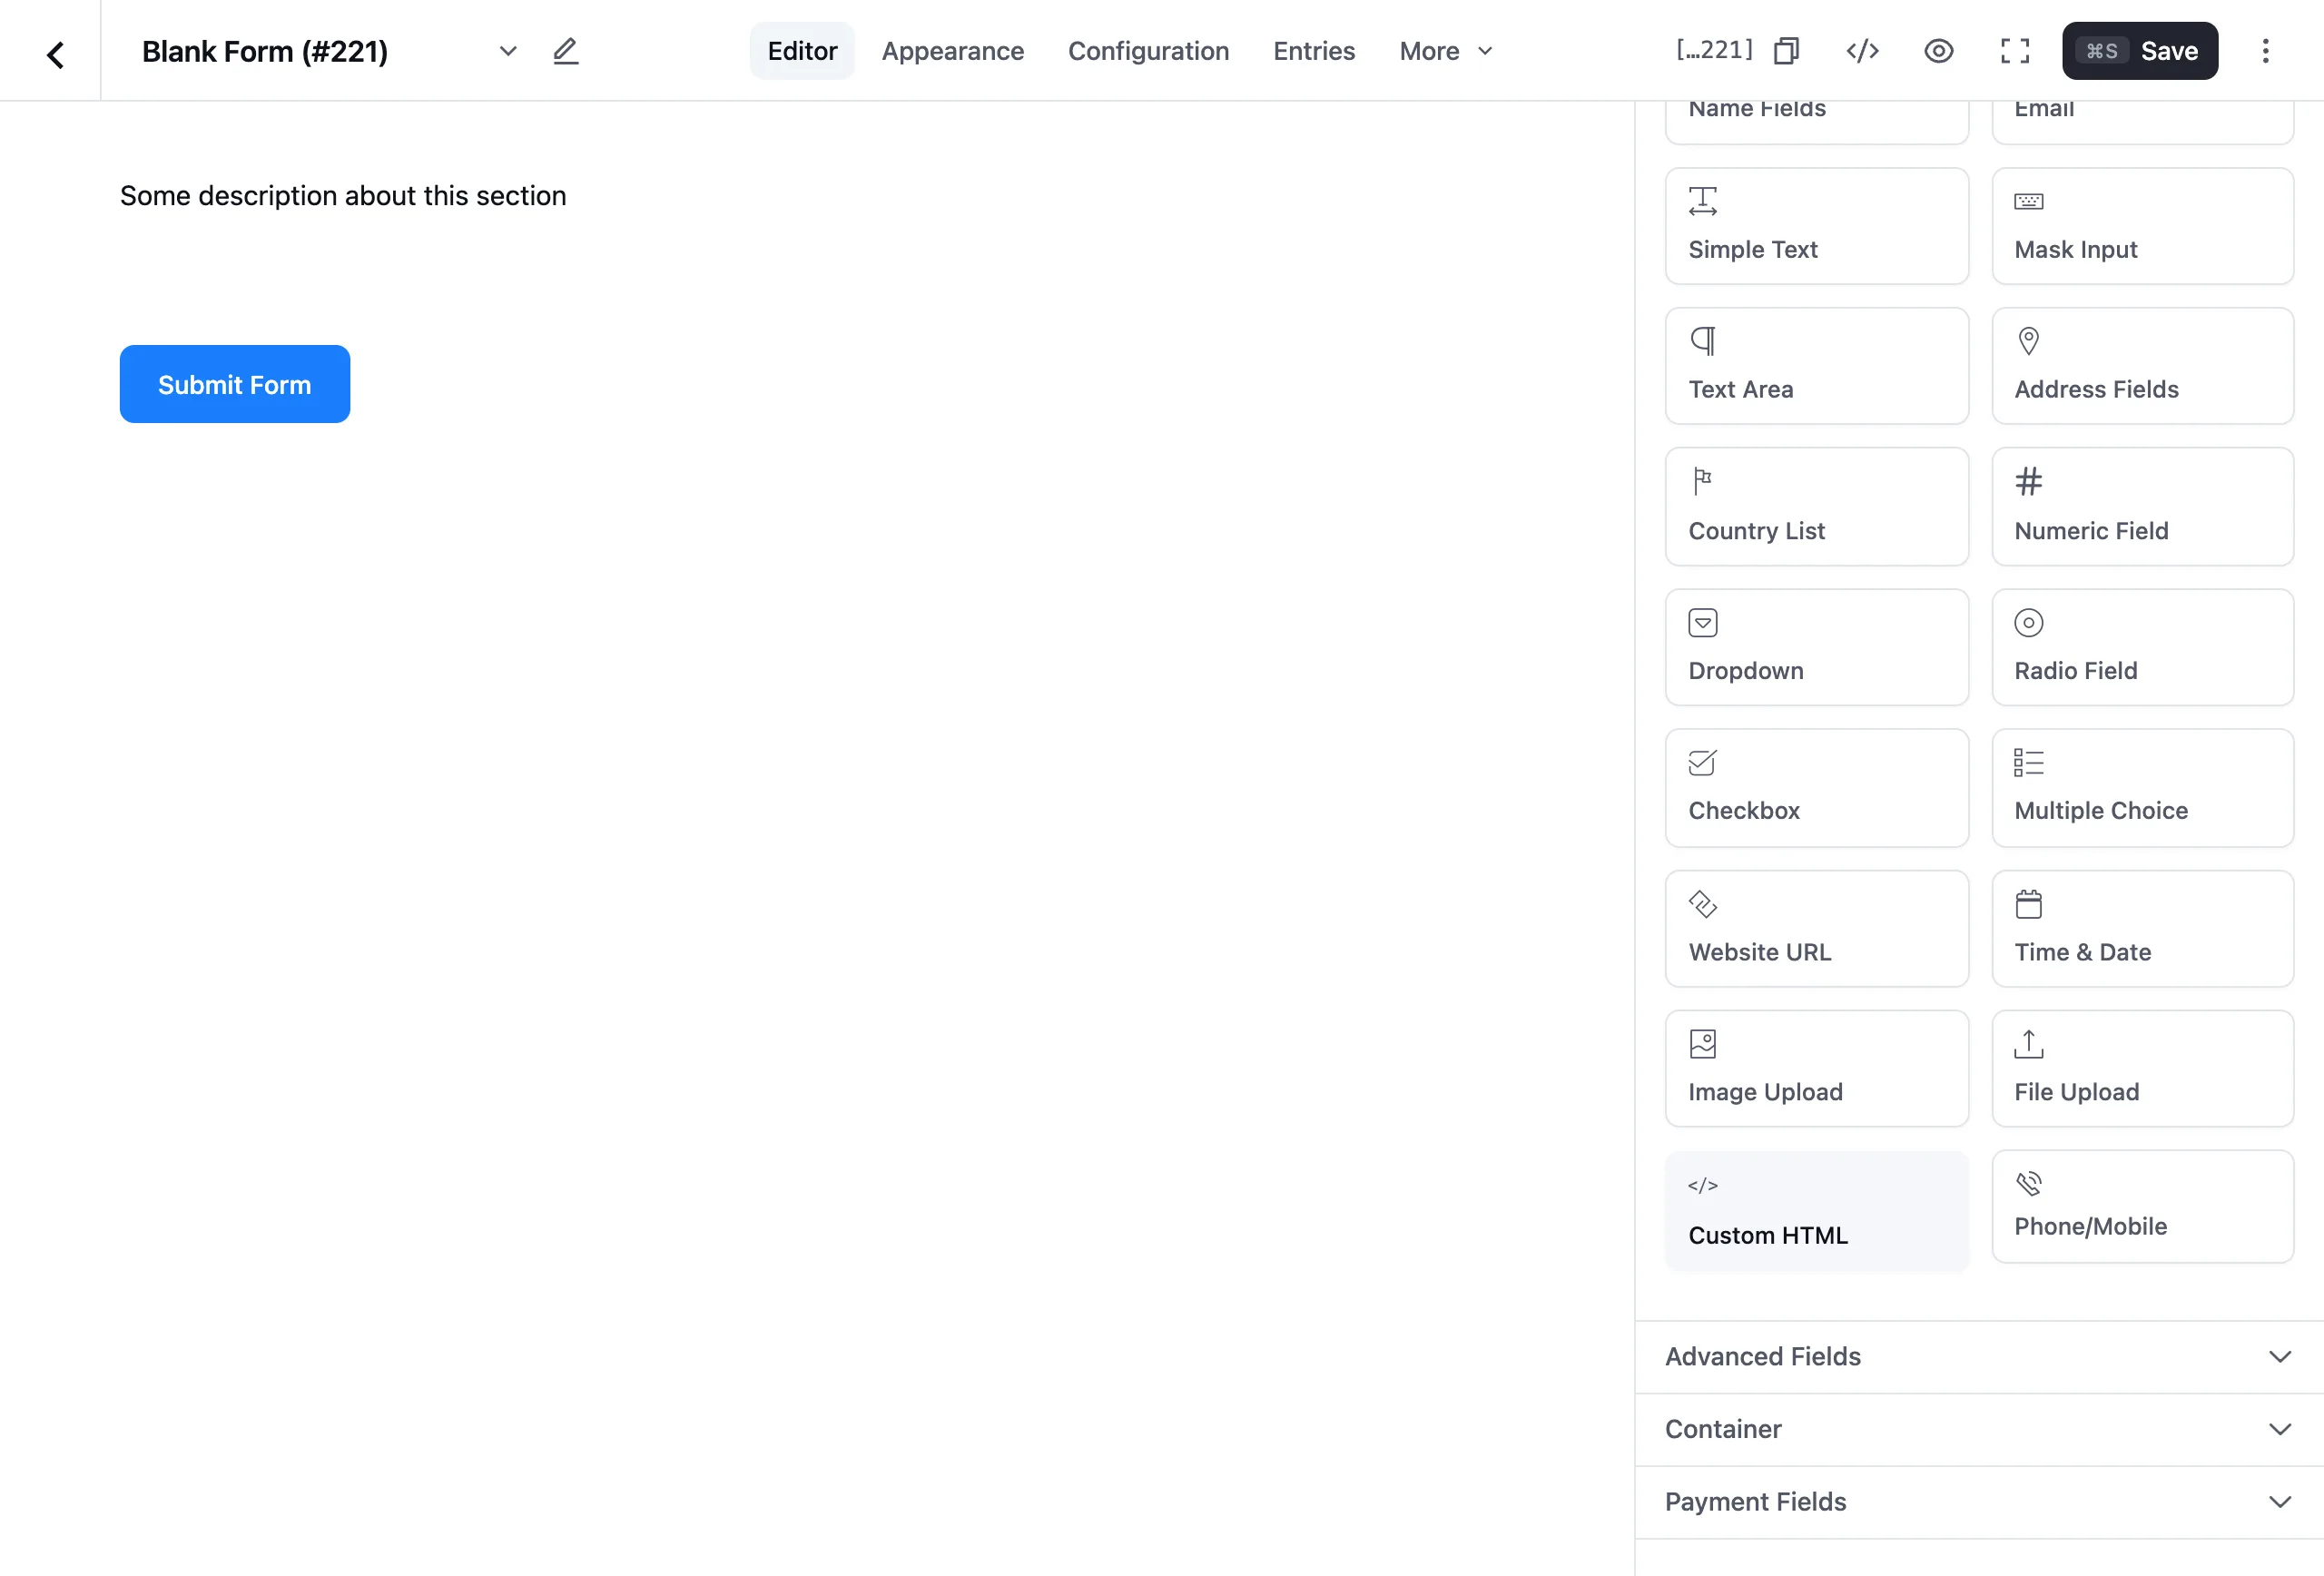 Blank Form (#221)
Editor
Appearance
Configuration
Entries
More
[…221]
⌘S Save
Some description about this section
Submit Form
Name Fields
Email
Simple Text
Mask Input
Text Area
Address Fields
Country List
Numeric Field
Dropdown
Radio Field
Checkbox
Multiple Choice
Website URL
Time & Date
Image Upload
File Upload
Custom HTML
Phone/Mobile
Advanced Fields
Container
Payment Fields